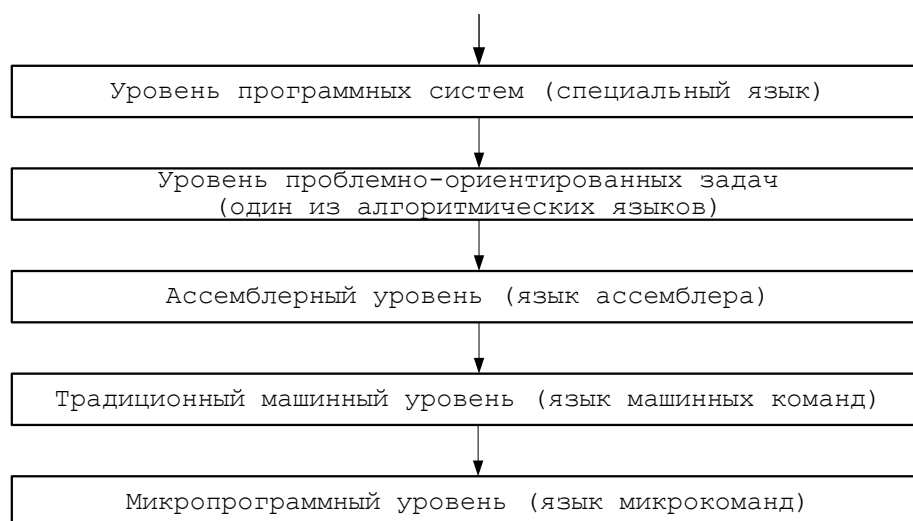 Уровень программных систем (специальный язык)
Уровень проблемно-ориентированных задач
(один из алгоритмических языков)
Ассемблерный уровень (язык ассемблера)
Традиционный машинный уровень (язык машинных команд)
Микропрограммный уровень (язык микрокоманд)